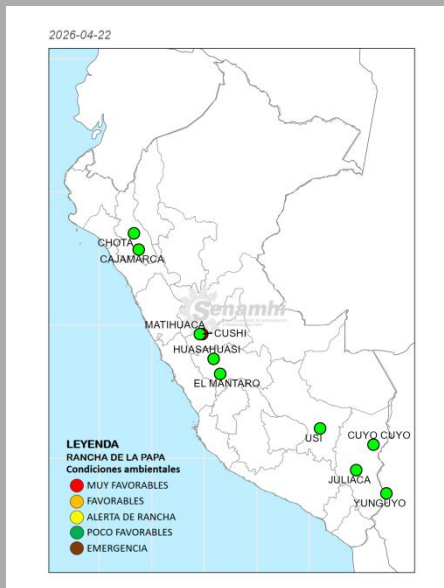 2026-04-22
CHOTA
CAJAMARCA
Senamhi
MATIHUACA
CUSHI
HUASAHUASI
EL MANTARO
USI
CUYO CUYO
JULIACA
YUNGUYO
LEYENDA
RANCHA DE LA PAPA
Condiciones ambientales
MUY FAVORABLES
FAVORABLES
ALERTA DE RANCHA
POCO FAVORABLES
EMERGENCIA